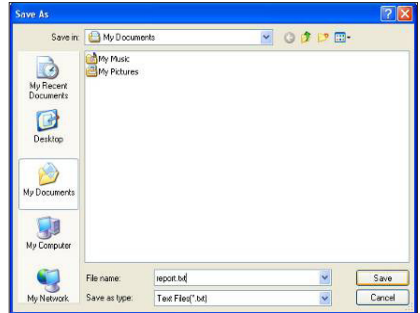 Save As
Save in:
My Documents
My Music
My Pictures
My Recent
Documents
Desktop
My Documents
My Computer
My Network
File name:
report.txt
Save
Save as type:
Text Files(*.txt)
Cancel